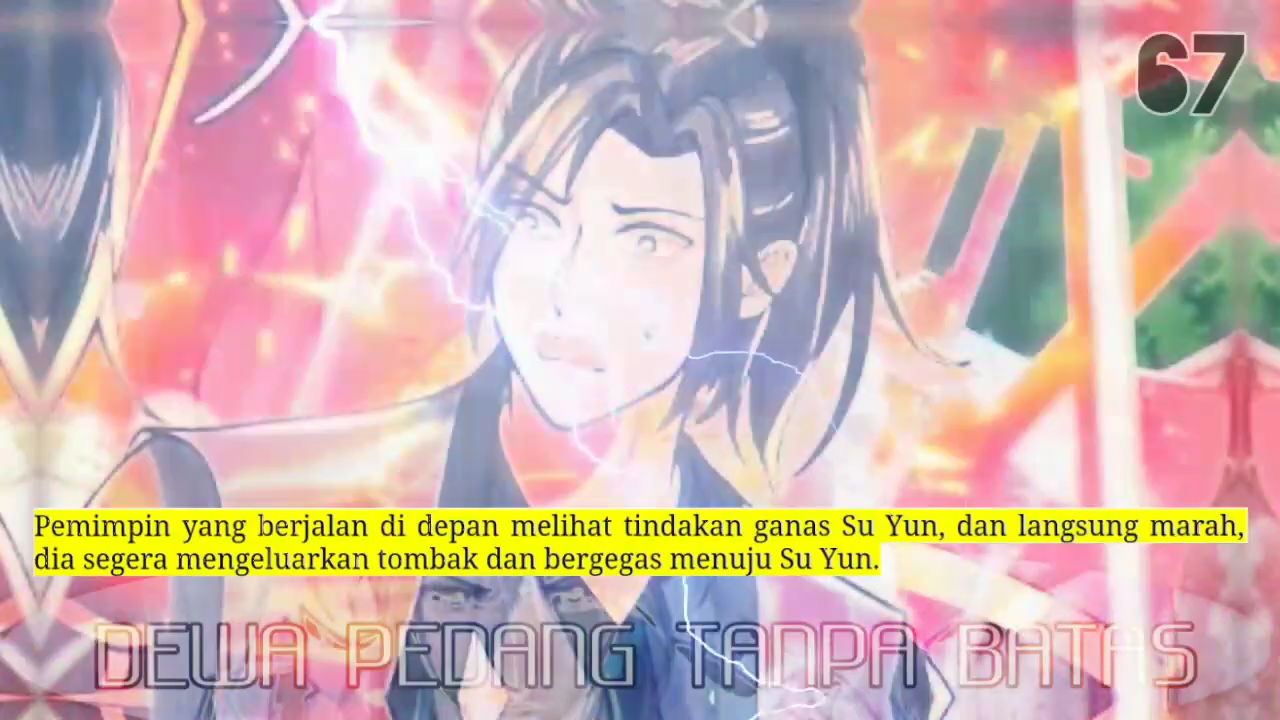 67
Pemimpin yang berjalan di depan melihat tindakan ganas Su Yun, dan langsung marah,
dia segera mengeluarkan tombak dan bergegas menuju Su Yun.
DEWA PEDANG TANPA BATAS